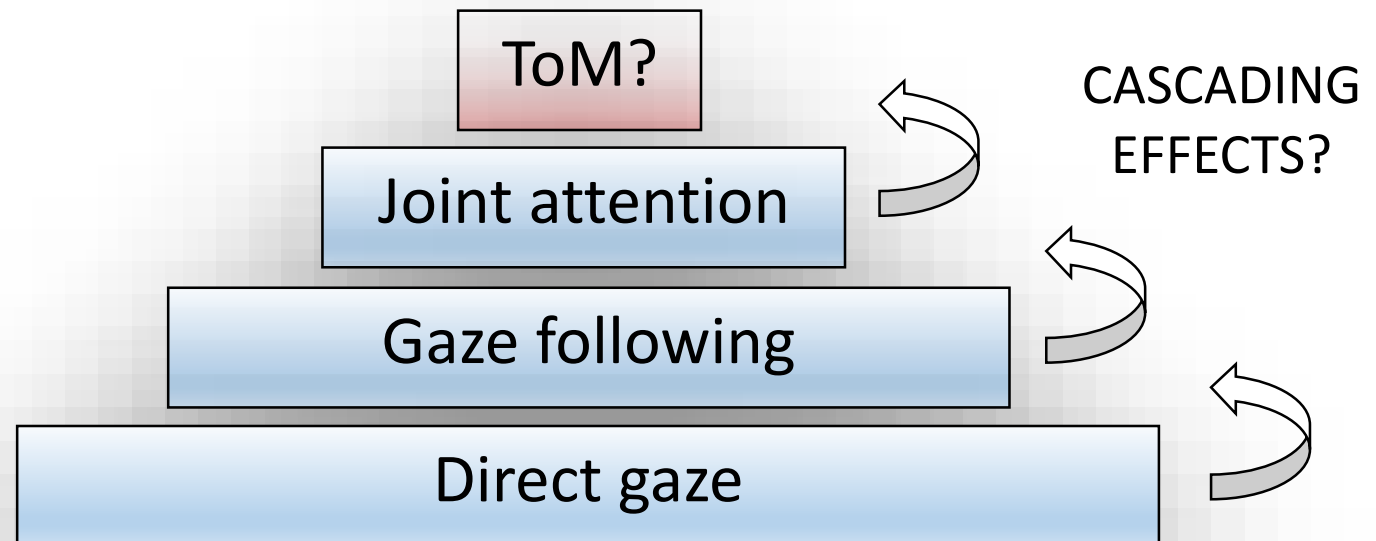 ToM?
CASCADING
EFFECTS?
Joint attention
Gaze following
Direct gaze